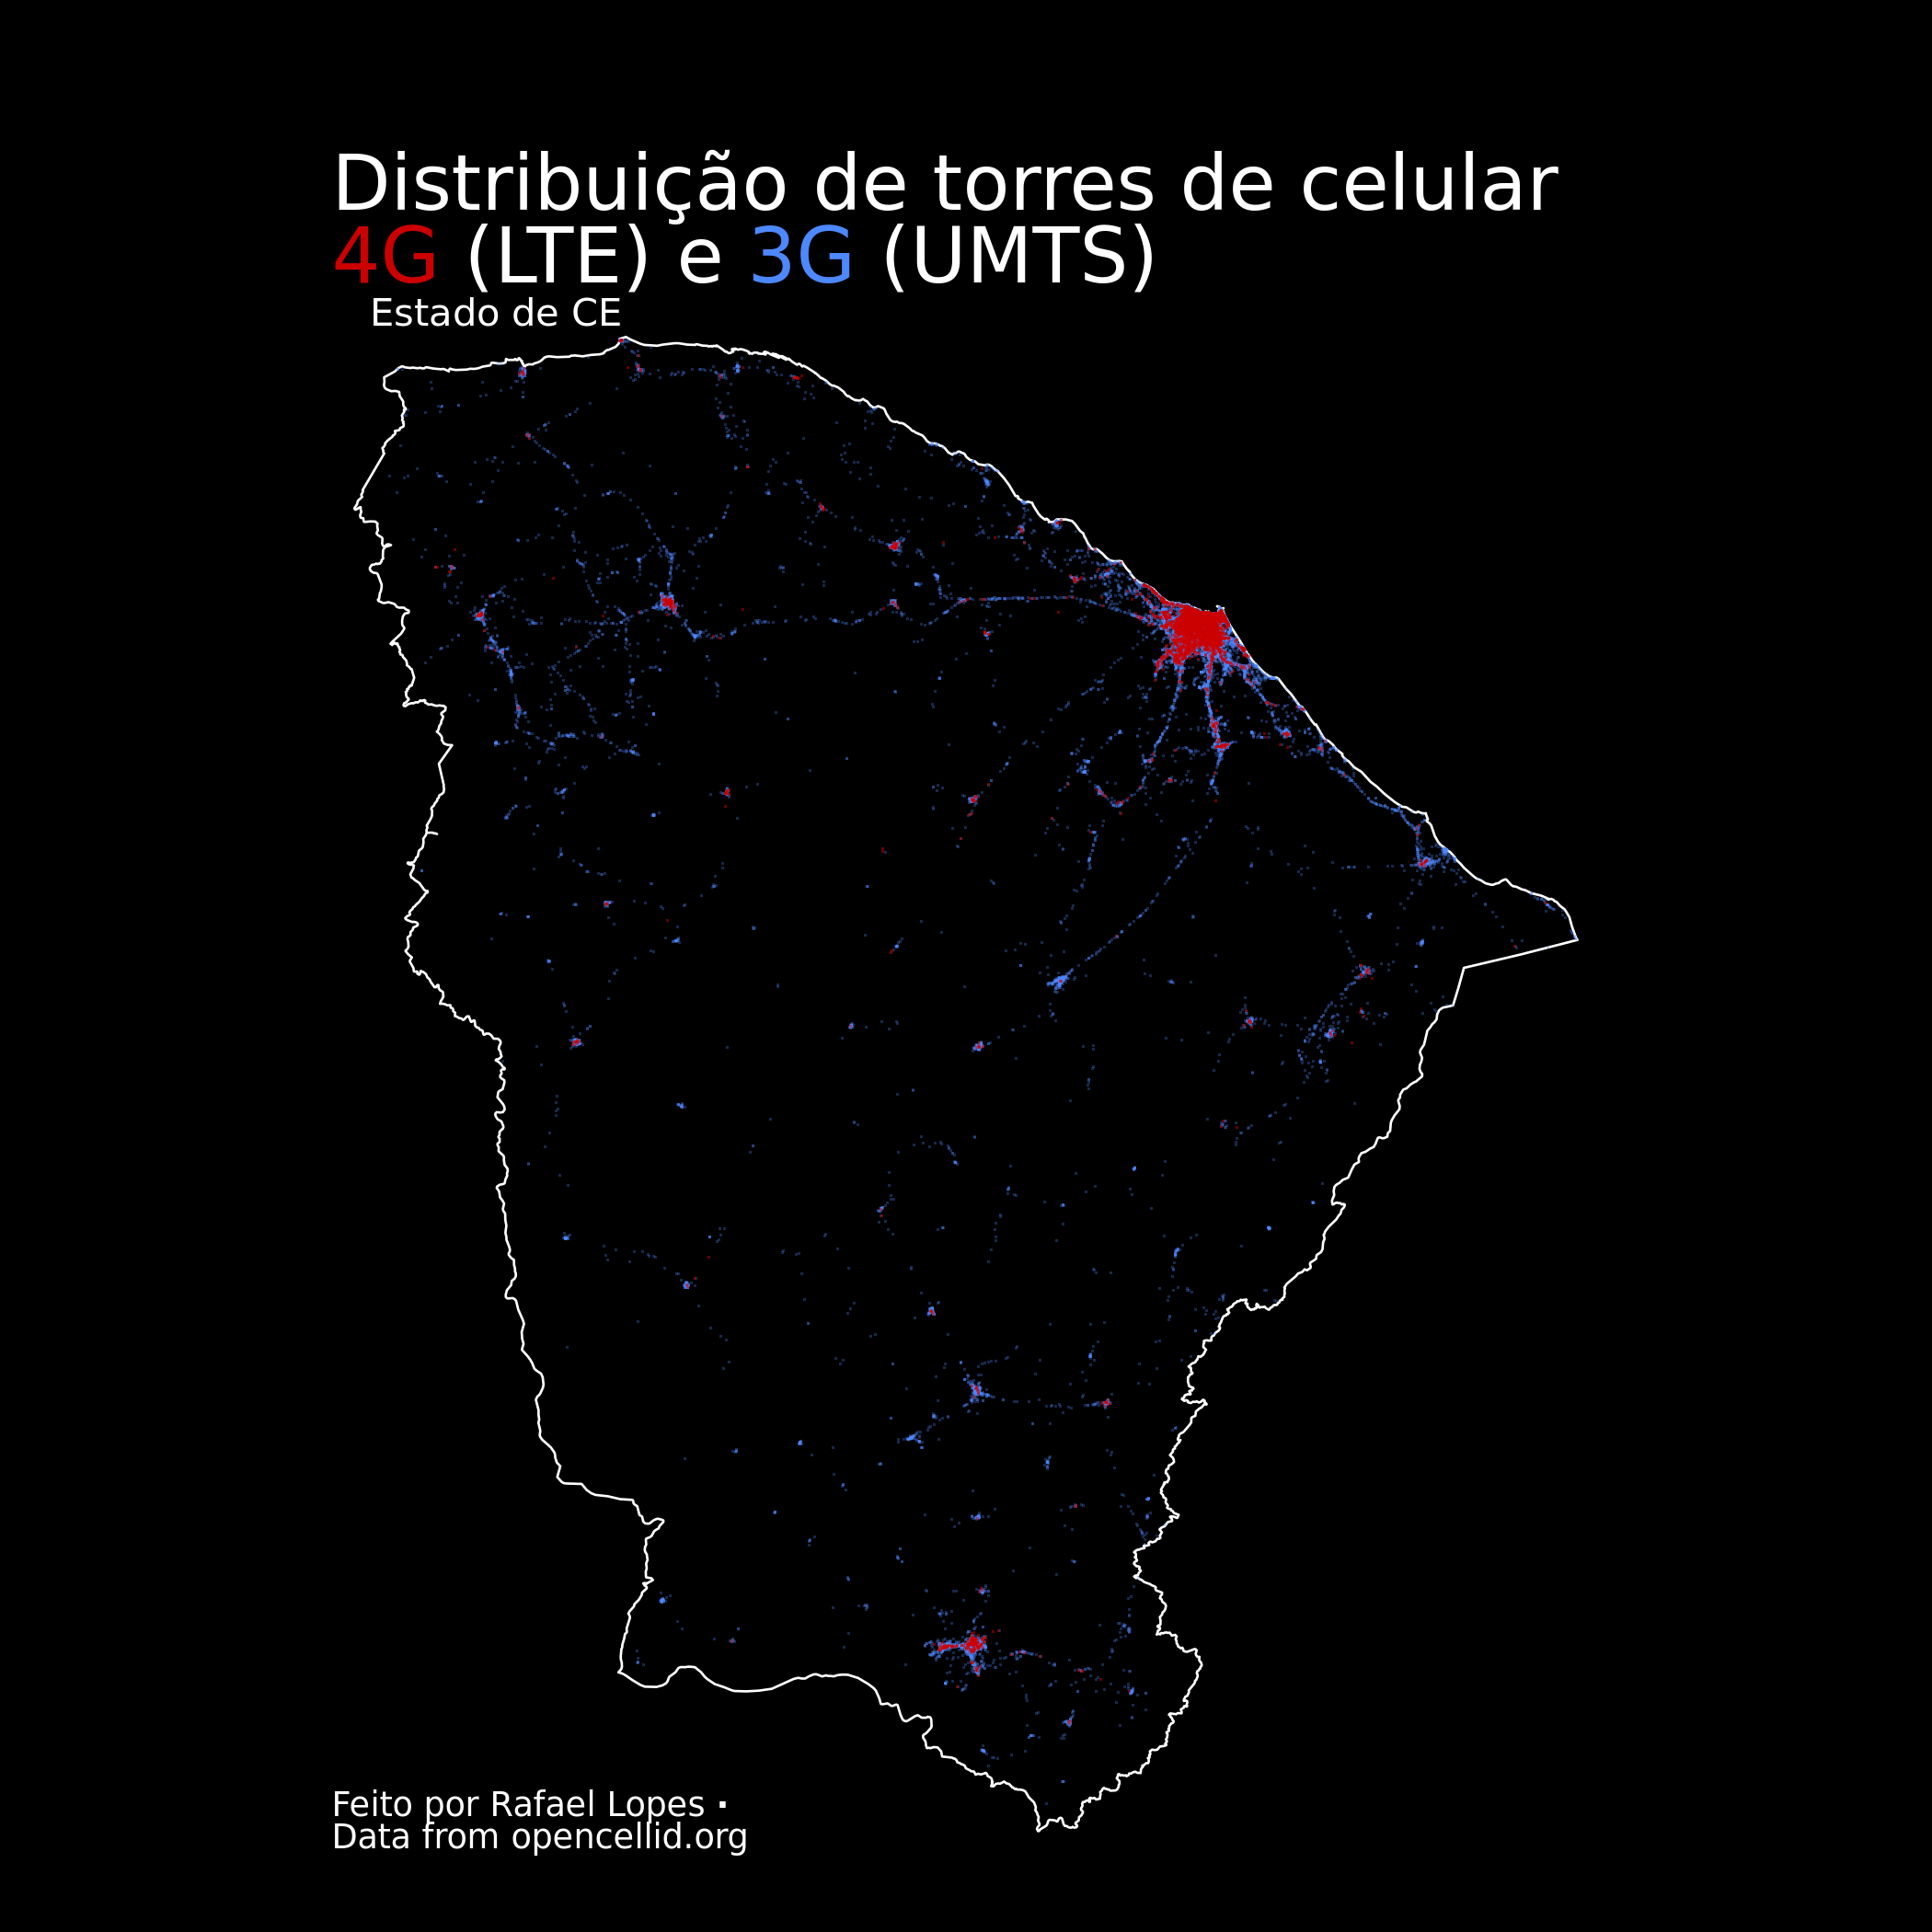 Distribuição de torres de celular
4G (LTE) e 3G (UMTS)
Estado de CE
Feito por Rafael Lopes ·
Data from opencellid.org